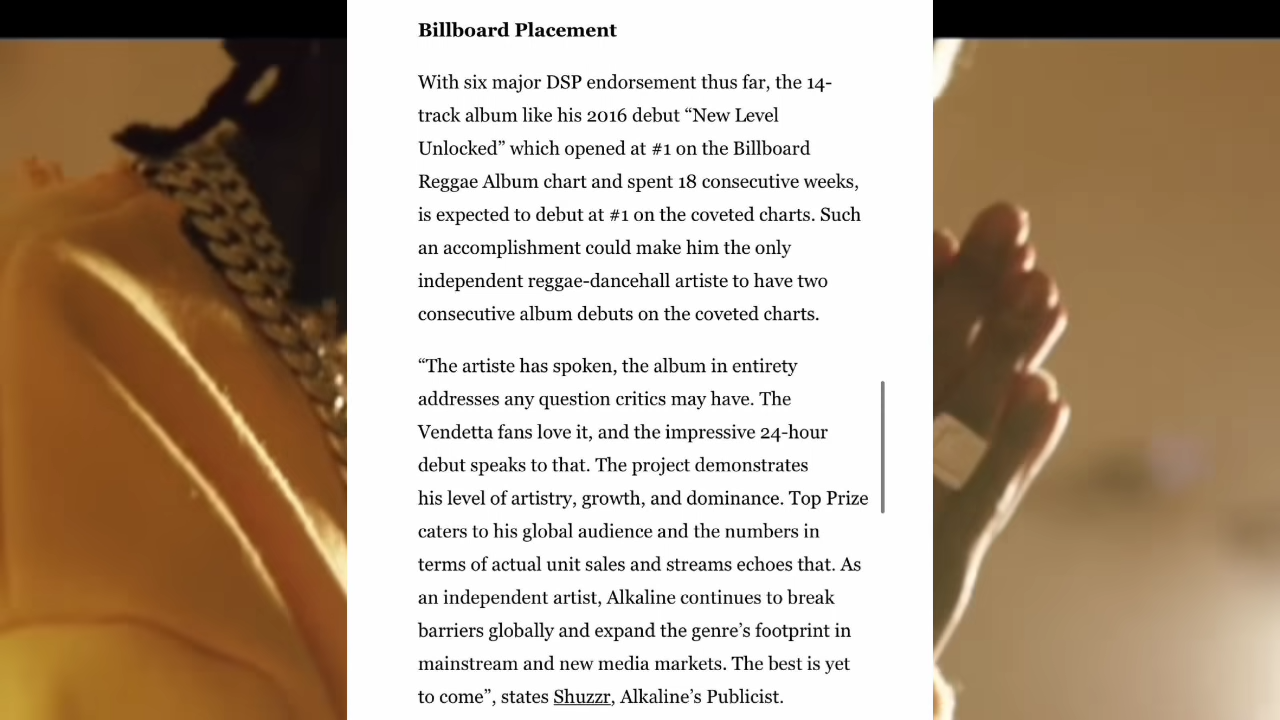 Billboard Placement
With six major DSP endorsement thus far, the 14-
track album like his 2016 debut “New Level
Unlocked” which opened at #1 on the Billboard
Reggae Album chart and spent 18 consecutive weeks,
is expected to debut at #1 on the coveted charts. Such
an accomplishment could make him the only
independent reggae-dancehall artiste to have two
consecutive album debuts on the coveted charts.
“The artiste has spoken, the album in entirety
addresses any question critics may have. The
Vendetta fans love it, and the impressive 24-hour
debut speaks to that. The project demonstrates
his level of artistry, growth, and dominance. Top Prize
caters to his global audience and the numbers in
terms of actual unit sales and streams echoes that. As
an independent artist, Alkaline continues to break
barriers globally and expand the genre’s footprint in
mainstream and new media markets. The best is yet
to come”, states Shuzzr, Alkaline’s Publicist.